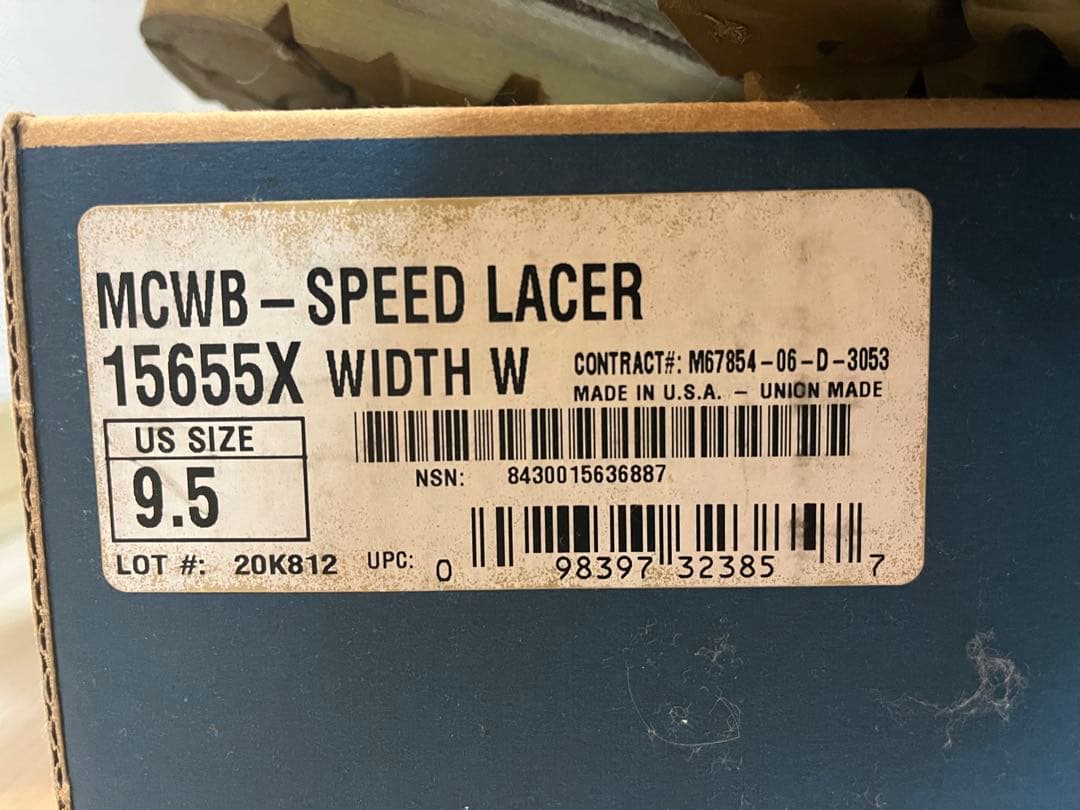 MCWB – SPEED LACER
15655X WIDTH W
CONTRACT#: M67854-06-D-3053
MADE IN U.S.A. – UNION MADE
US SIZE
9.5
NSN: 8430015636887
LOT #: 20K812
UPC: 0 98397 32385 7